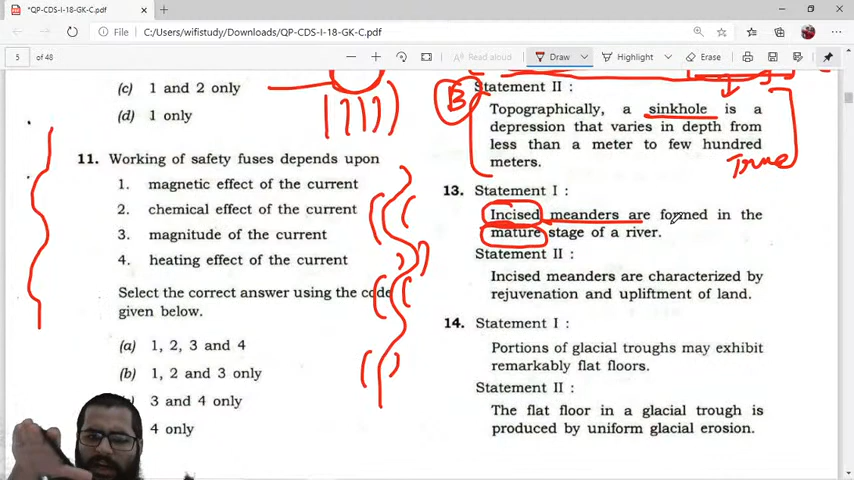 *QP-CDS-I-18-GK-C.pdf
File
C:/Users/wifistudy/Downloads/QP-CDS-I-18-GK-C.pdf
5 of 48
Read aloud
Draw
Highlight
Erase
(c) 1 and 2 only
(d) 1 only
11. Working of safety fuses depends upon
1. magnetic effect of the current
2. chemical effect of the current
3. magnitude of the current
4. heating effect of the current
Select the correct answer using the code
given below.
(a) 1, 2, 3 and 4
(b) 1, 2 and 3 only
3 and 4 only
4 only
B
Statement II :
Topographically, a sinkhole is a
depression that varies in depth from
less than a meter to few hundred
meters.
True
13. Statement I :
Incised meanders are formed in the
mature stage of a river.
Statement II :
Incised meanders are characterized by
rejuvenation and upliftment of land.
14. Statement I :
Portions of glacial troughs may exhibit
remarkably flat floors.
Statement II :
The flat floor in a glacial trough is
produced by uniform glacial erosion.